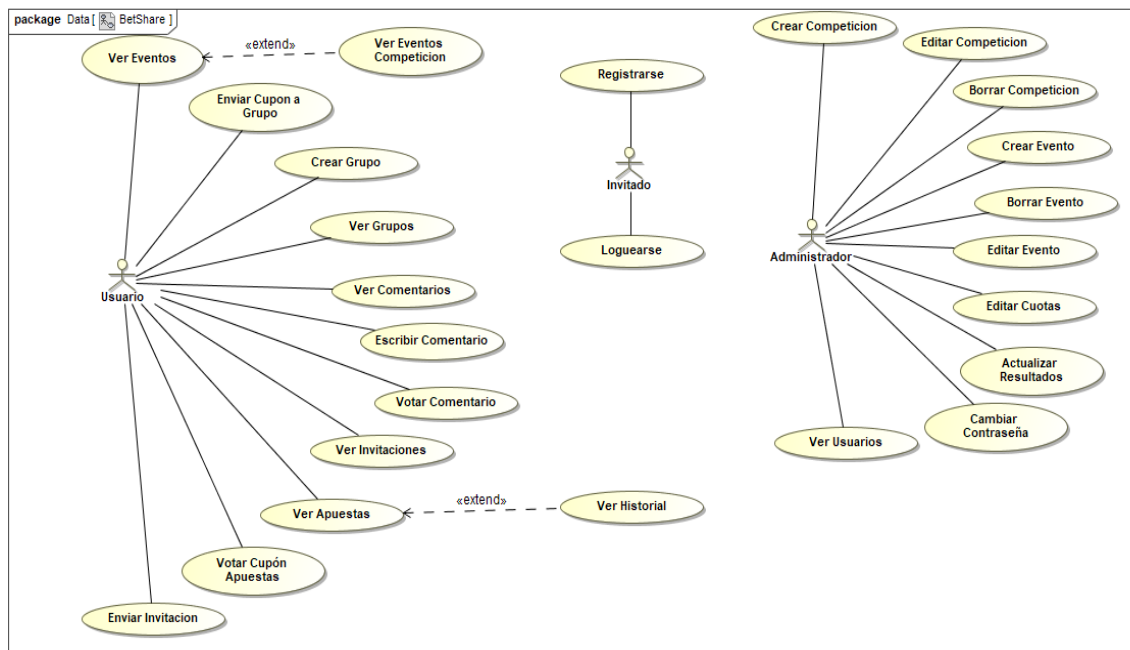 package Data [ BetShare ]
Ver Eventos
«extend»
Ver Eventos
Competicion
Enviar Cupon a
Grupo
Crear Grupo
Ver Grupos
Usuario
Ver Comentarios
Escribir Comentario
Votar Comentario
Ver Invitaciones
Ver Apuestas
«extend»
Ver Historial
Votar Cupón
Apuestas
Enviar Invitacion
Registrarse
Invitado
Loguearse
Crear Competicion
Editar Competicion
Borrar Competicion
Crear Evento
Borrar Evento
Administrador
Editar Evento
Editar Cuotas
Actualizar
Resultados
Cambiar
Contraseña
Ver Usuarios